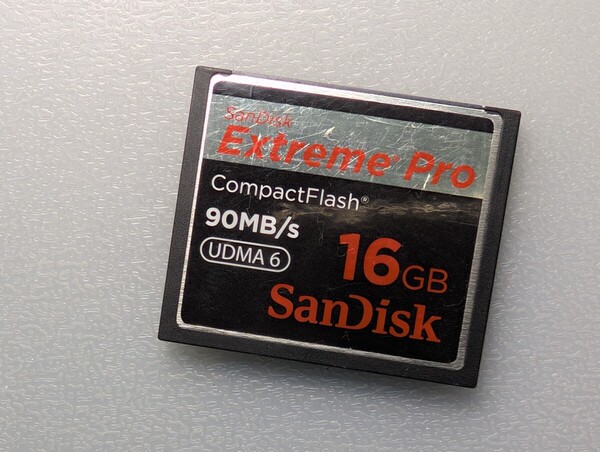 SanDisk
Extreme® Pro
CompactFlash®
90MB/s
UDMA 6
16GB
SanDisk